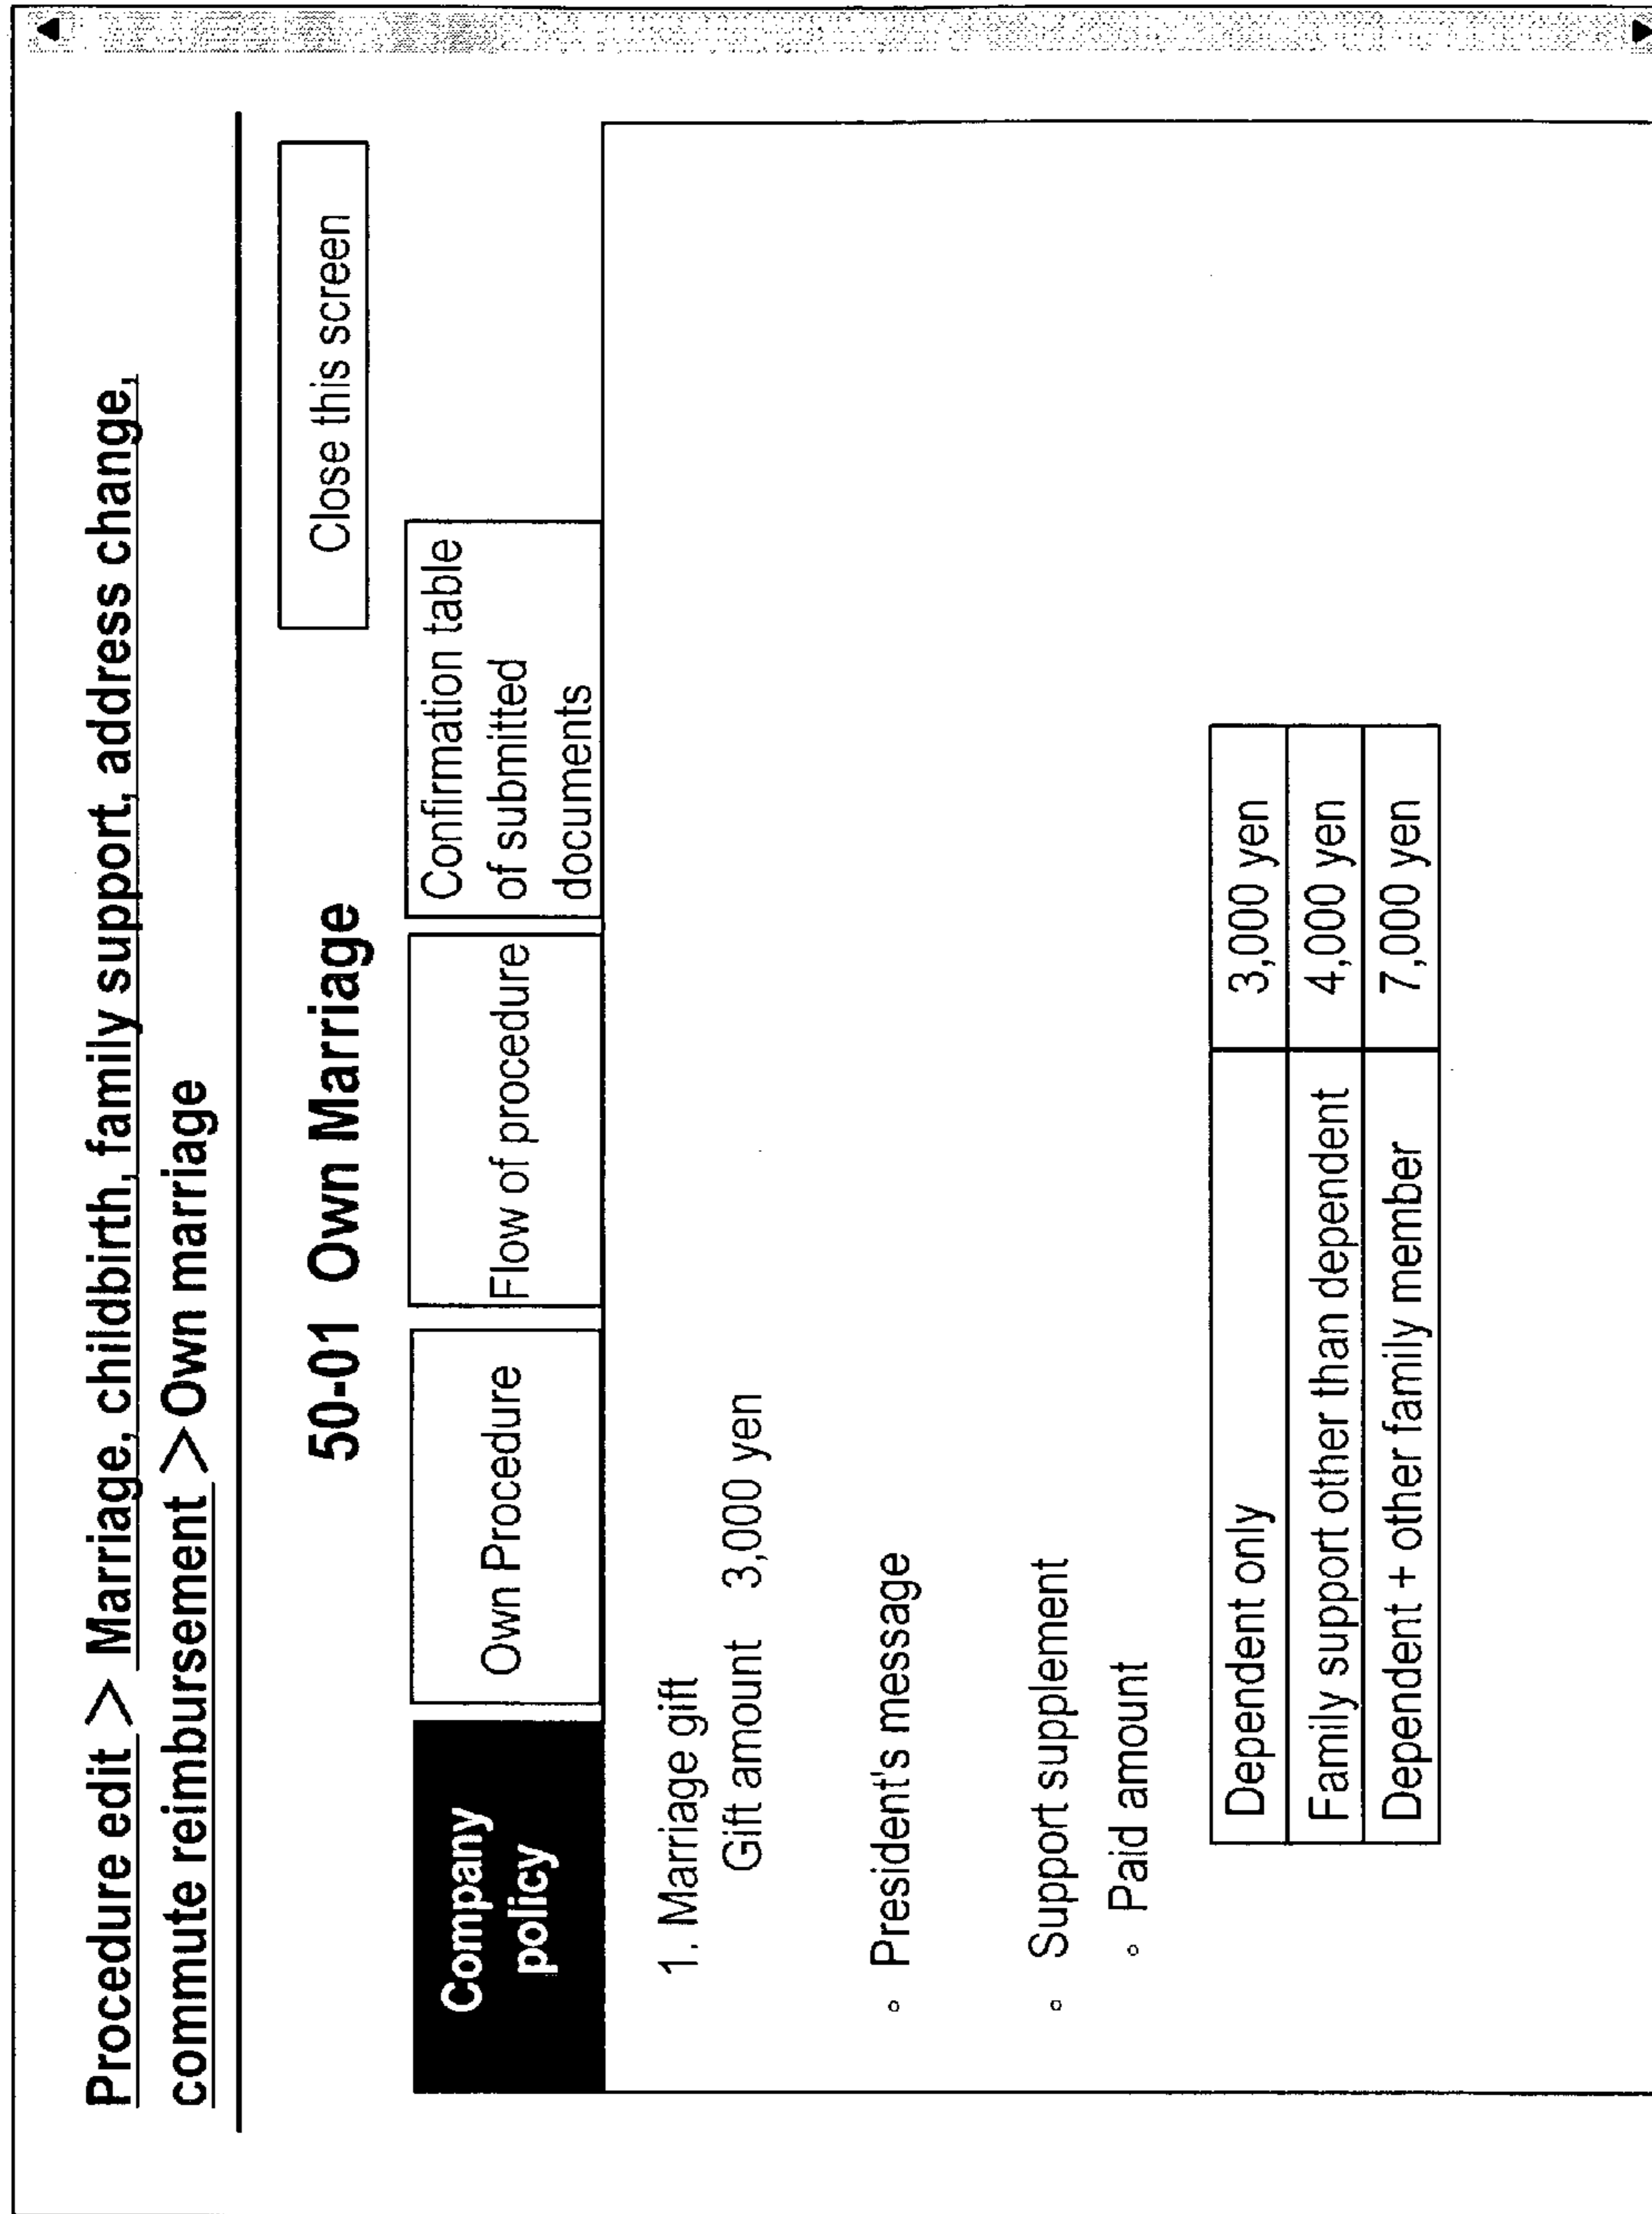 Procedure edit > Marriage, childbirth, family support, address change,
commute reimbursement > Own marriage
50-01 Own Marriage
Close this screen
Company
policy
Own Procedure
Flow of procedure
Confirmation table
of submitted
documents
1. Marriage gift
Gift amount 3,000 yen
° President's message
° Support supplement
° Paid amount
Dependent only 3,000 yen
Family support other than dependent 4,000 yen
Dependent + other family member 7,000 yen